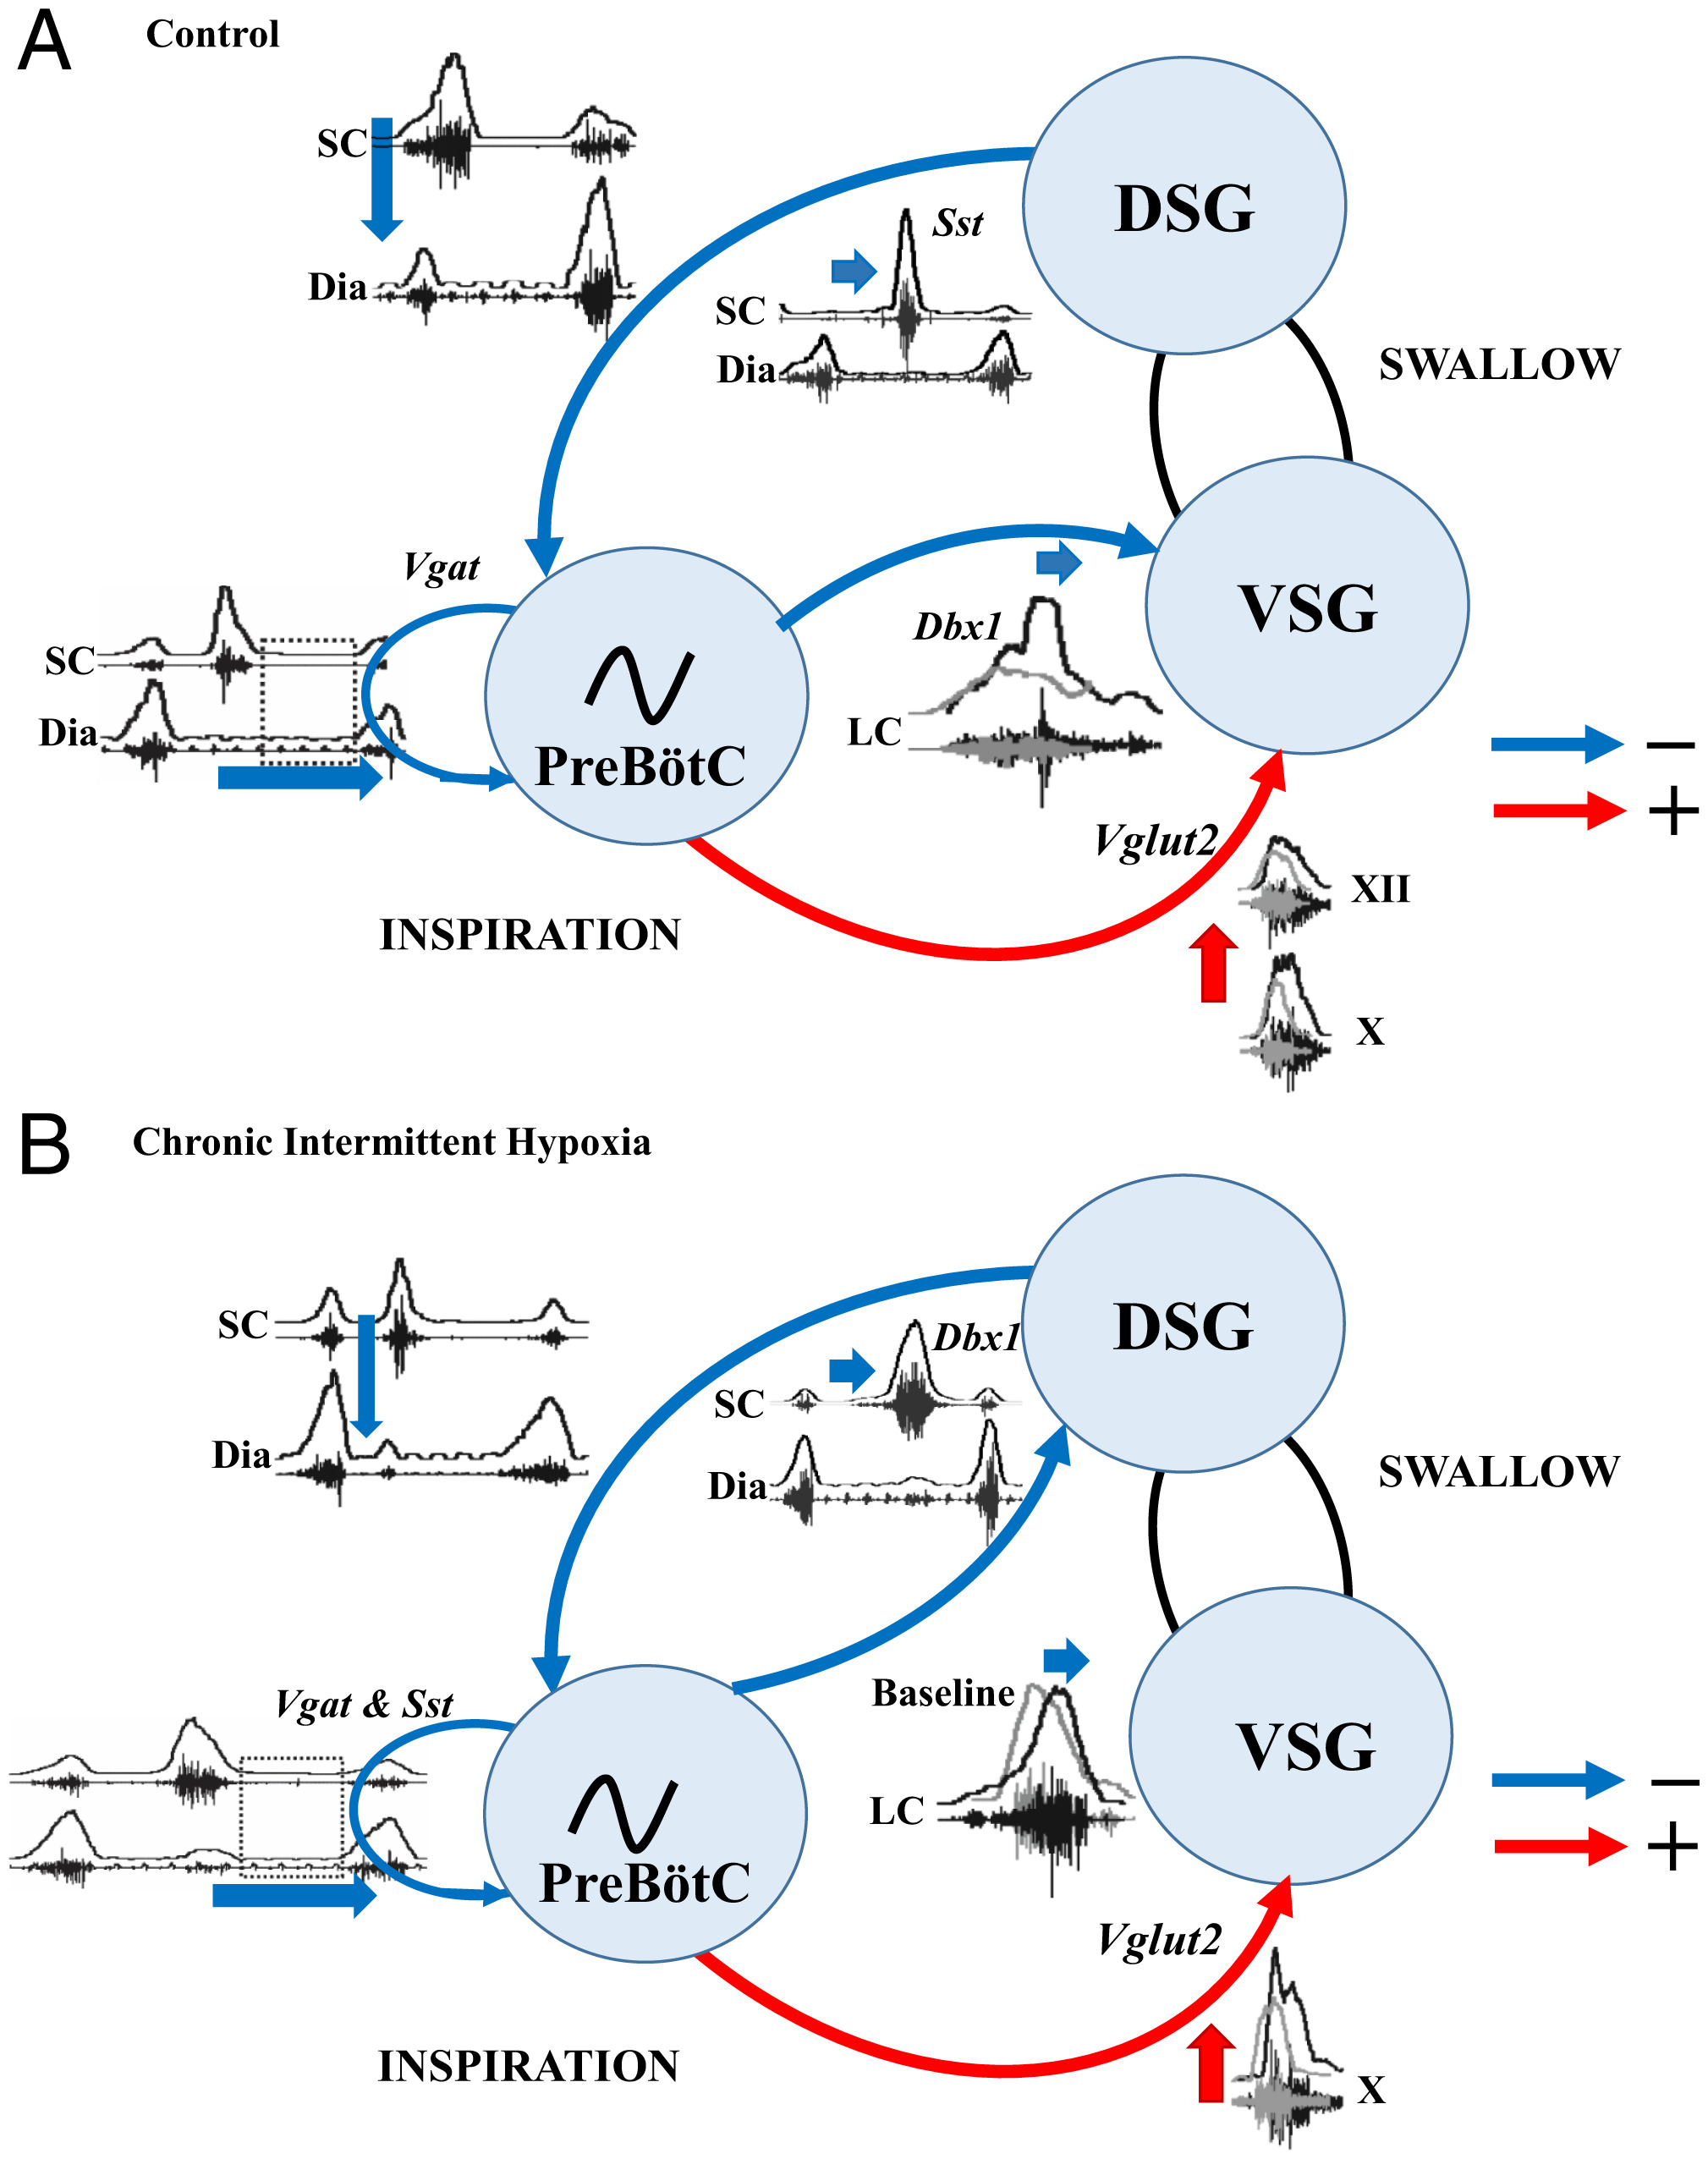 A
Control
SC
Dia
DSG
Sst
SC
Dia
SWALLOW
Vgat
SC
Dia
PreBötC
Dbx1
LC
VSG
−
+
Vglut2
XII
X
INSPIRATION
B
Chronic Intermittent Hypoxia
SC
Dia
DSG
Dbx1
SC
Dia
SWALLOW
Vgat & Sst
PreBötC
Baseline
LC
VSG
−
+
Vglut2
X
INSPIRATION